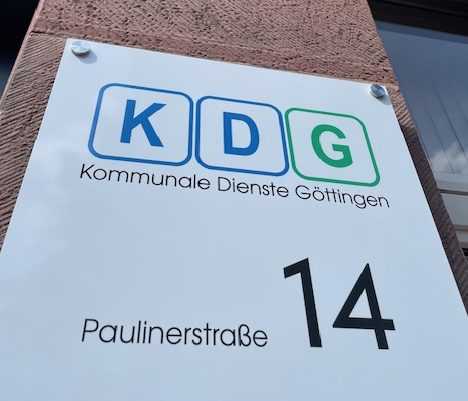 KDG
Kommunale Dienste Göttingen
Paulinerstraße 14